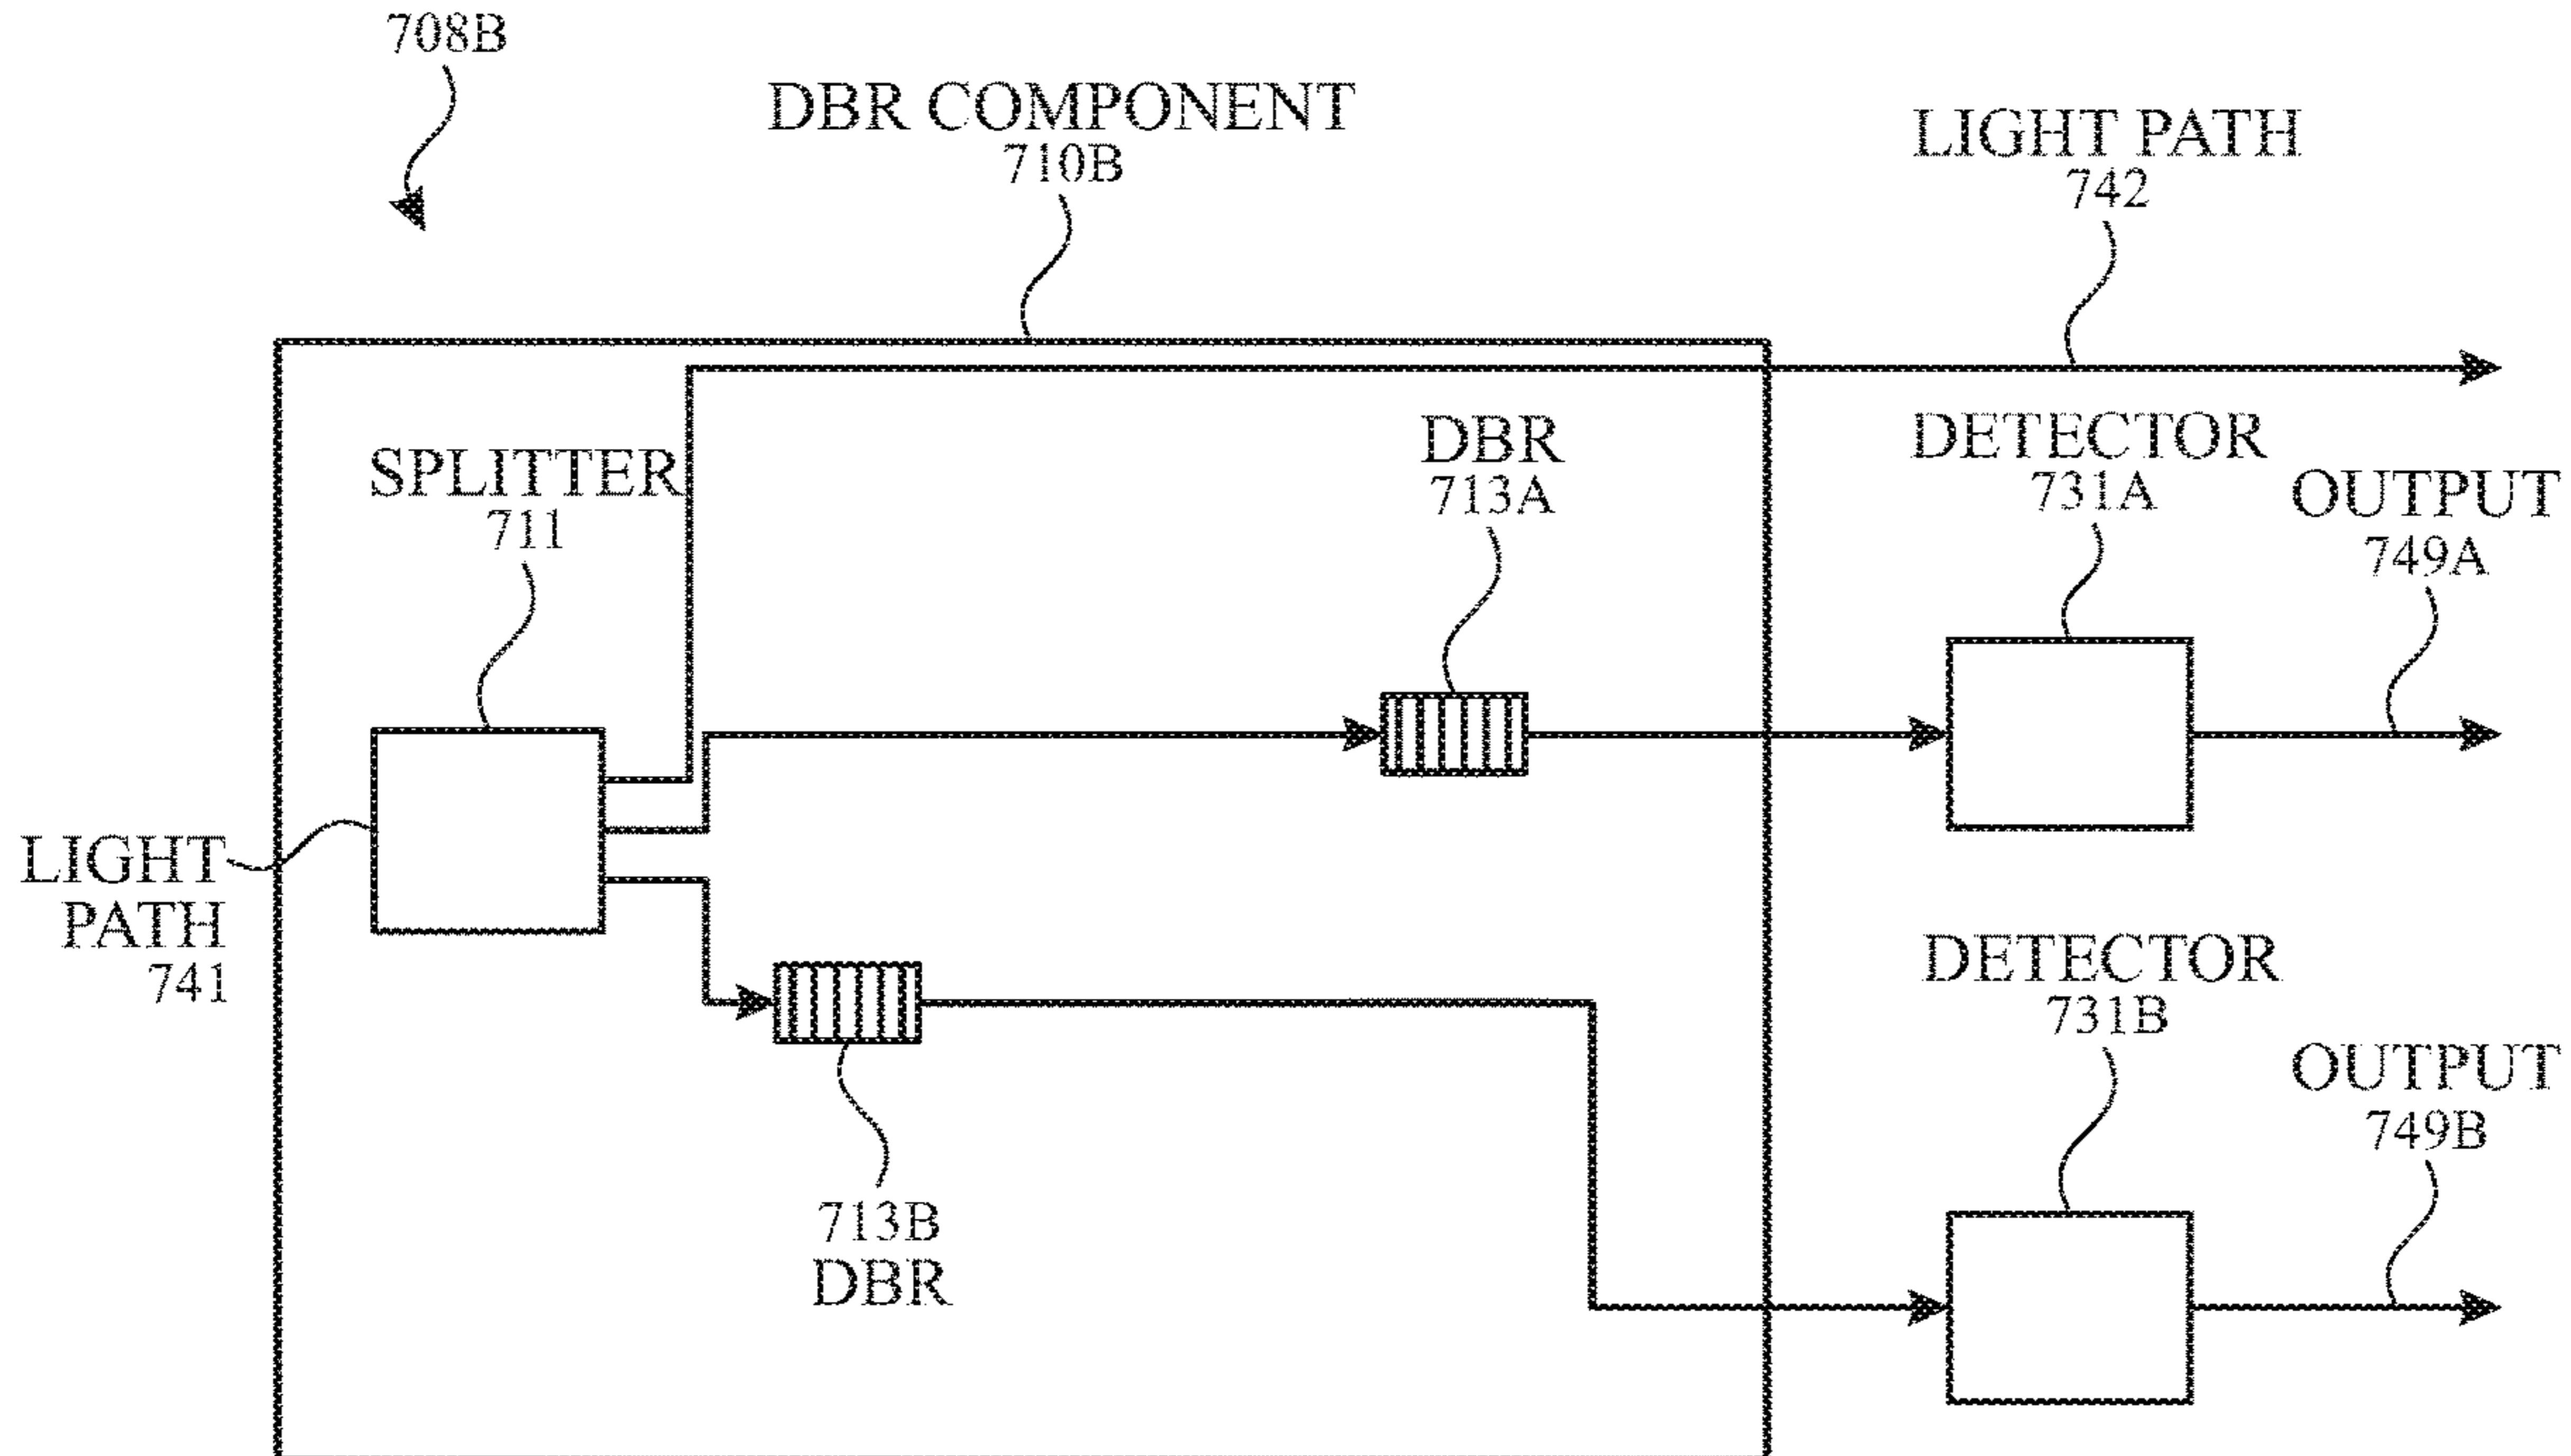 708B
DBR COMPONENT
710B
LIGHT PATH
742
SPLITTER
711
DBR
713A
DETECTOR
731A
OUTPUT
749A
LIGHT
PATH
741
713B
DBR
DETECTOR
731B
OUTPUT
749B